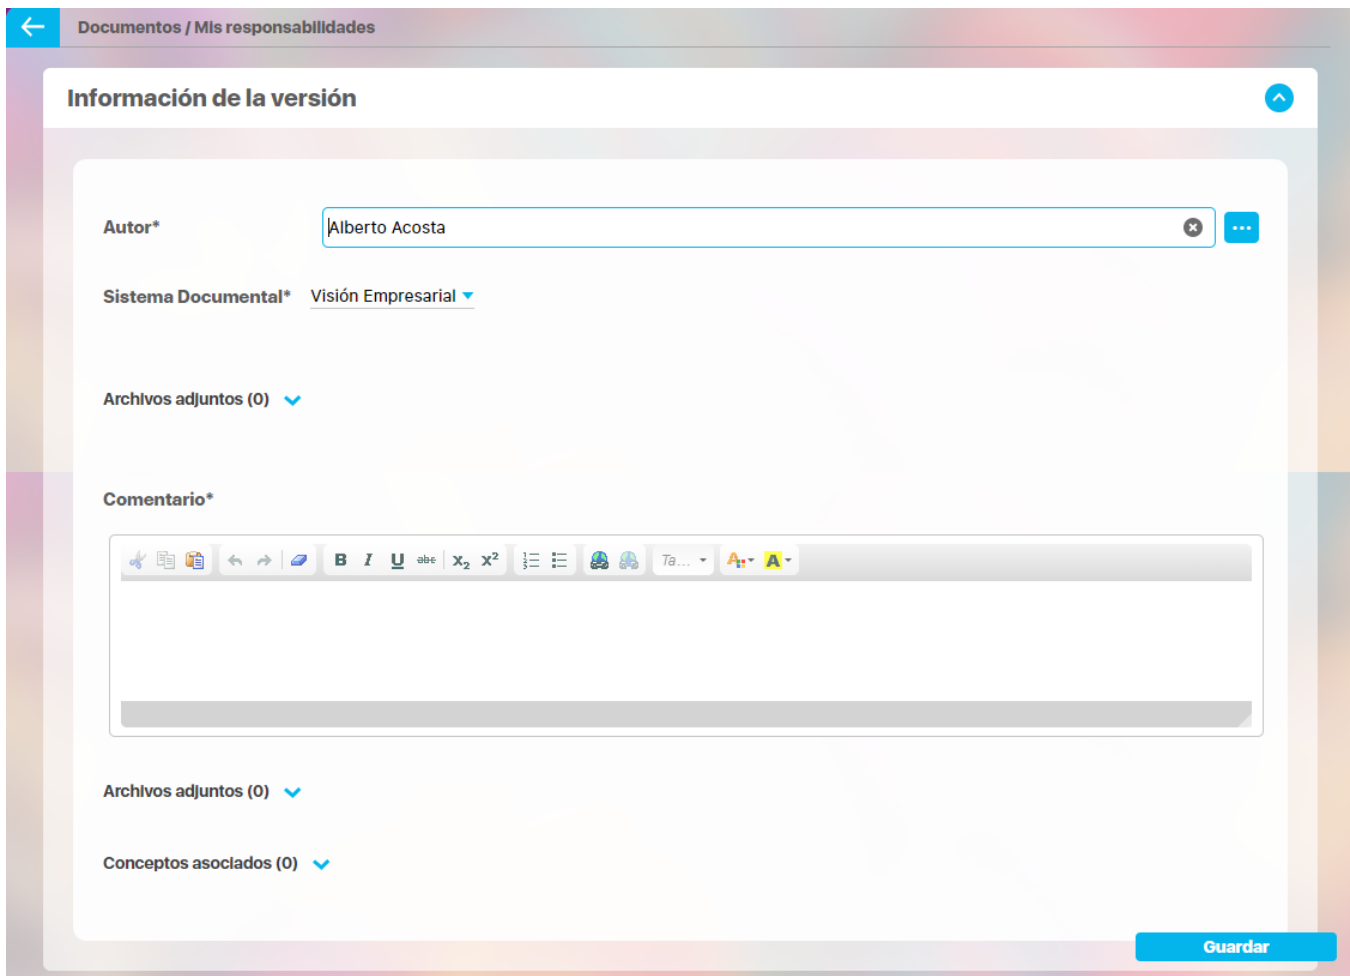 Documentos / Mis responsabilidades
Información de la versión
Autor*
Alberto Acosta
Sistema Documental*
Visión Empresarial
Archivos adjuntos (0)
Comentario*
B I U abc X2 X2 Ta... A A
Archivos adjuntos (0)
Conceptos asociados (0)
Guardar